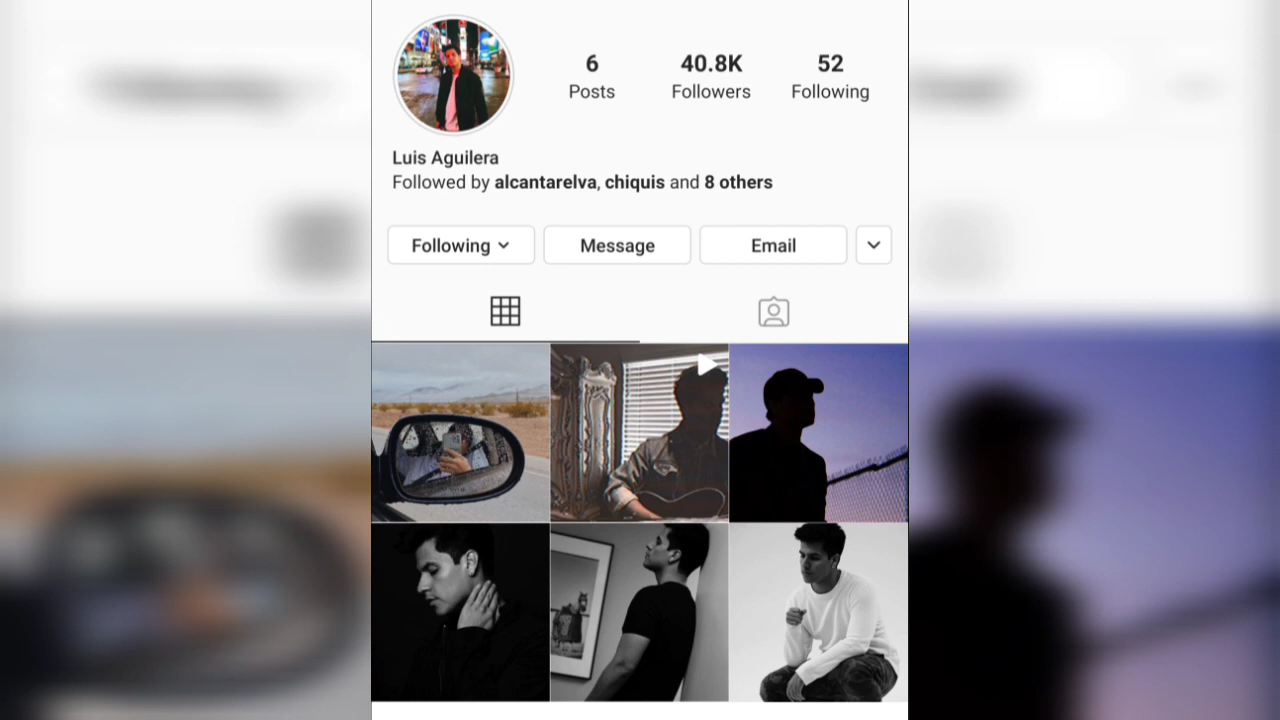 6 40.8K 52
Posts Followers Following
Luis Aguilera
Followed by alcantarelva, chiquis and 8 others
Following Message Email